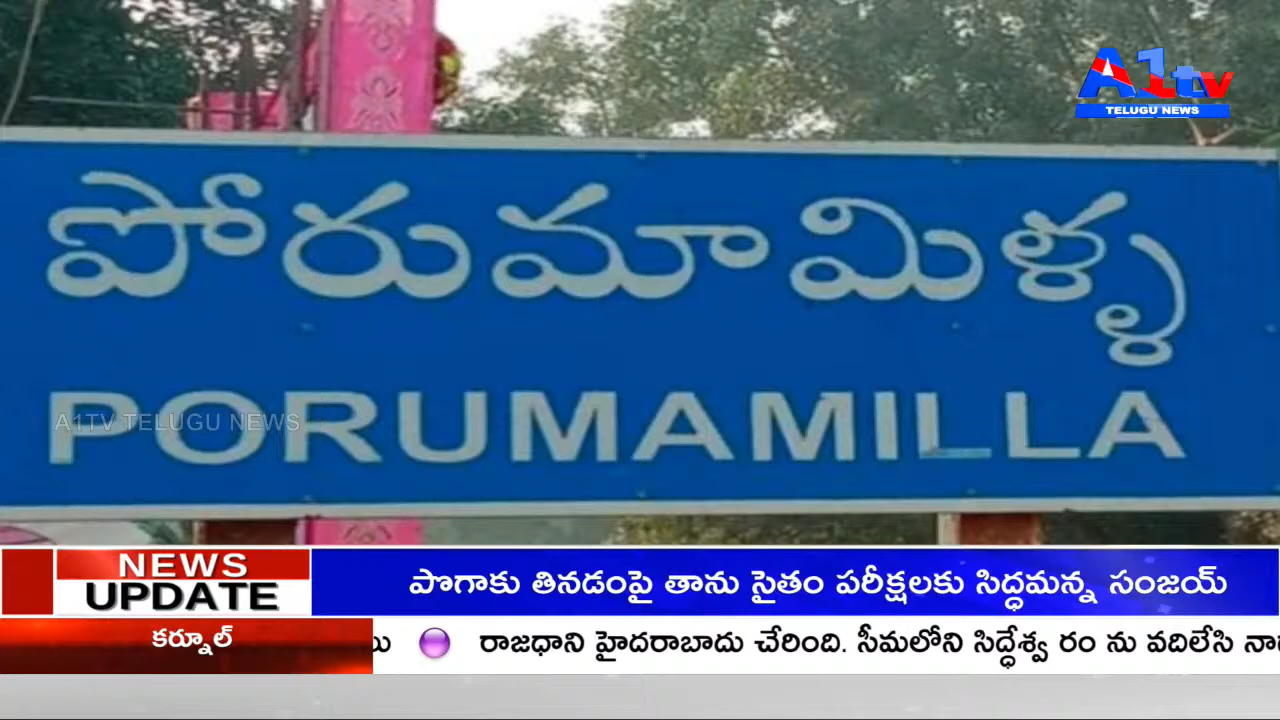 A1tv
TELUGU NEWS
పోరుమామిళ్ళ
A1TV TELUGU NEWS
PORUMAMILLA
NEWS
UPDATE
పొగాకు తినడంపై తాను సైతం పరీక్షలకు సిద్ధమన్న సంజయ్
కర్నూల్
రాజధాని హైదరాబాదు చేరింది. సీమలోని సిద్ధేశ్వ రం ను వదిలేసి